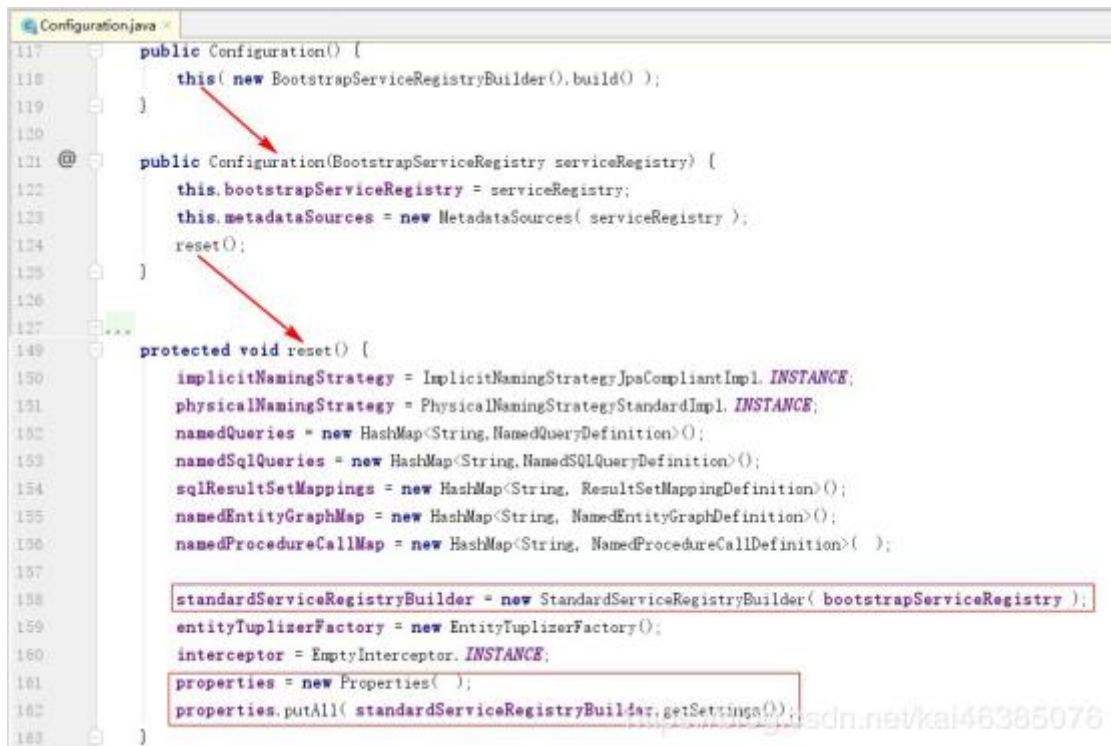 Configuration.java ×
117 public Configuration() {
118 this( new BootstrapServiceRegistryBuilder().build() );
119 }
120
121 @ public Configuration(BootstrapServiceRegistry serviceRegistry) {
122 this.bootstrapServiceRegistry = serviceRegistry;
123 this.metadataSources = new MetadataSources( serviceRegistry );
124 reset();
125 }
126
127 ...
149 protected void reset() {
150 implicitNamingStrategy = ImplicitNamingStrategyJpaCompliantImpl.INSTANCE;
151 physicalNamingStrategy = PhysicalNamingStrategyStandardImpl.INSTANCE;
152 namedQueries = new HashMap<String,NamedQueryDefinition>();
153 namedSqlQueries = new HashMap<String,NamedSQLQueryDefinition>();
154 sqlResultSetMappings = new HashMap<String, ResultSetMappingDefinition>();
155 namedEntityGraphMap = new HashMap<String, NamedEntityGraphDefinition>();
156 namedProcedureCallMap = new HashMap<String, NamedProcedureCallDefinition>( );
157
158 standardServiceRegistryBuilder = new StandardServiceRegistryBuilder( bootstrapServiceRegistry );
159 entityTuplizerFactory = new EntityTuplizerFactory();
160 interceptor = EmptyInterceptor.INSTANCE;
161 properties = new Properties( );
162 properties.putAll( standardServiceRegistryBuilder.getSettings());
https://blog.csdn.net/kai46385076
163 }